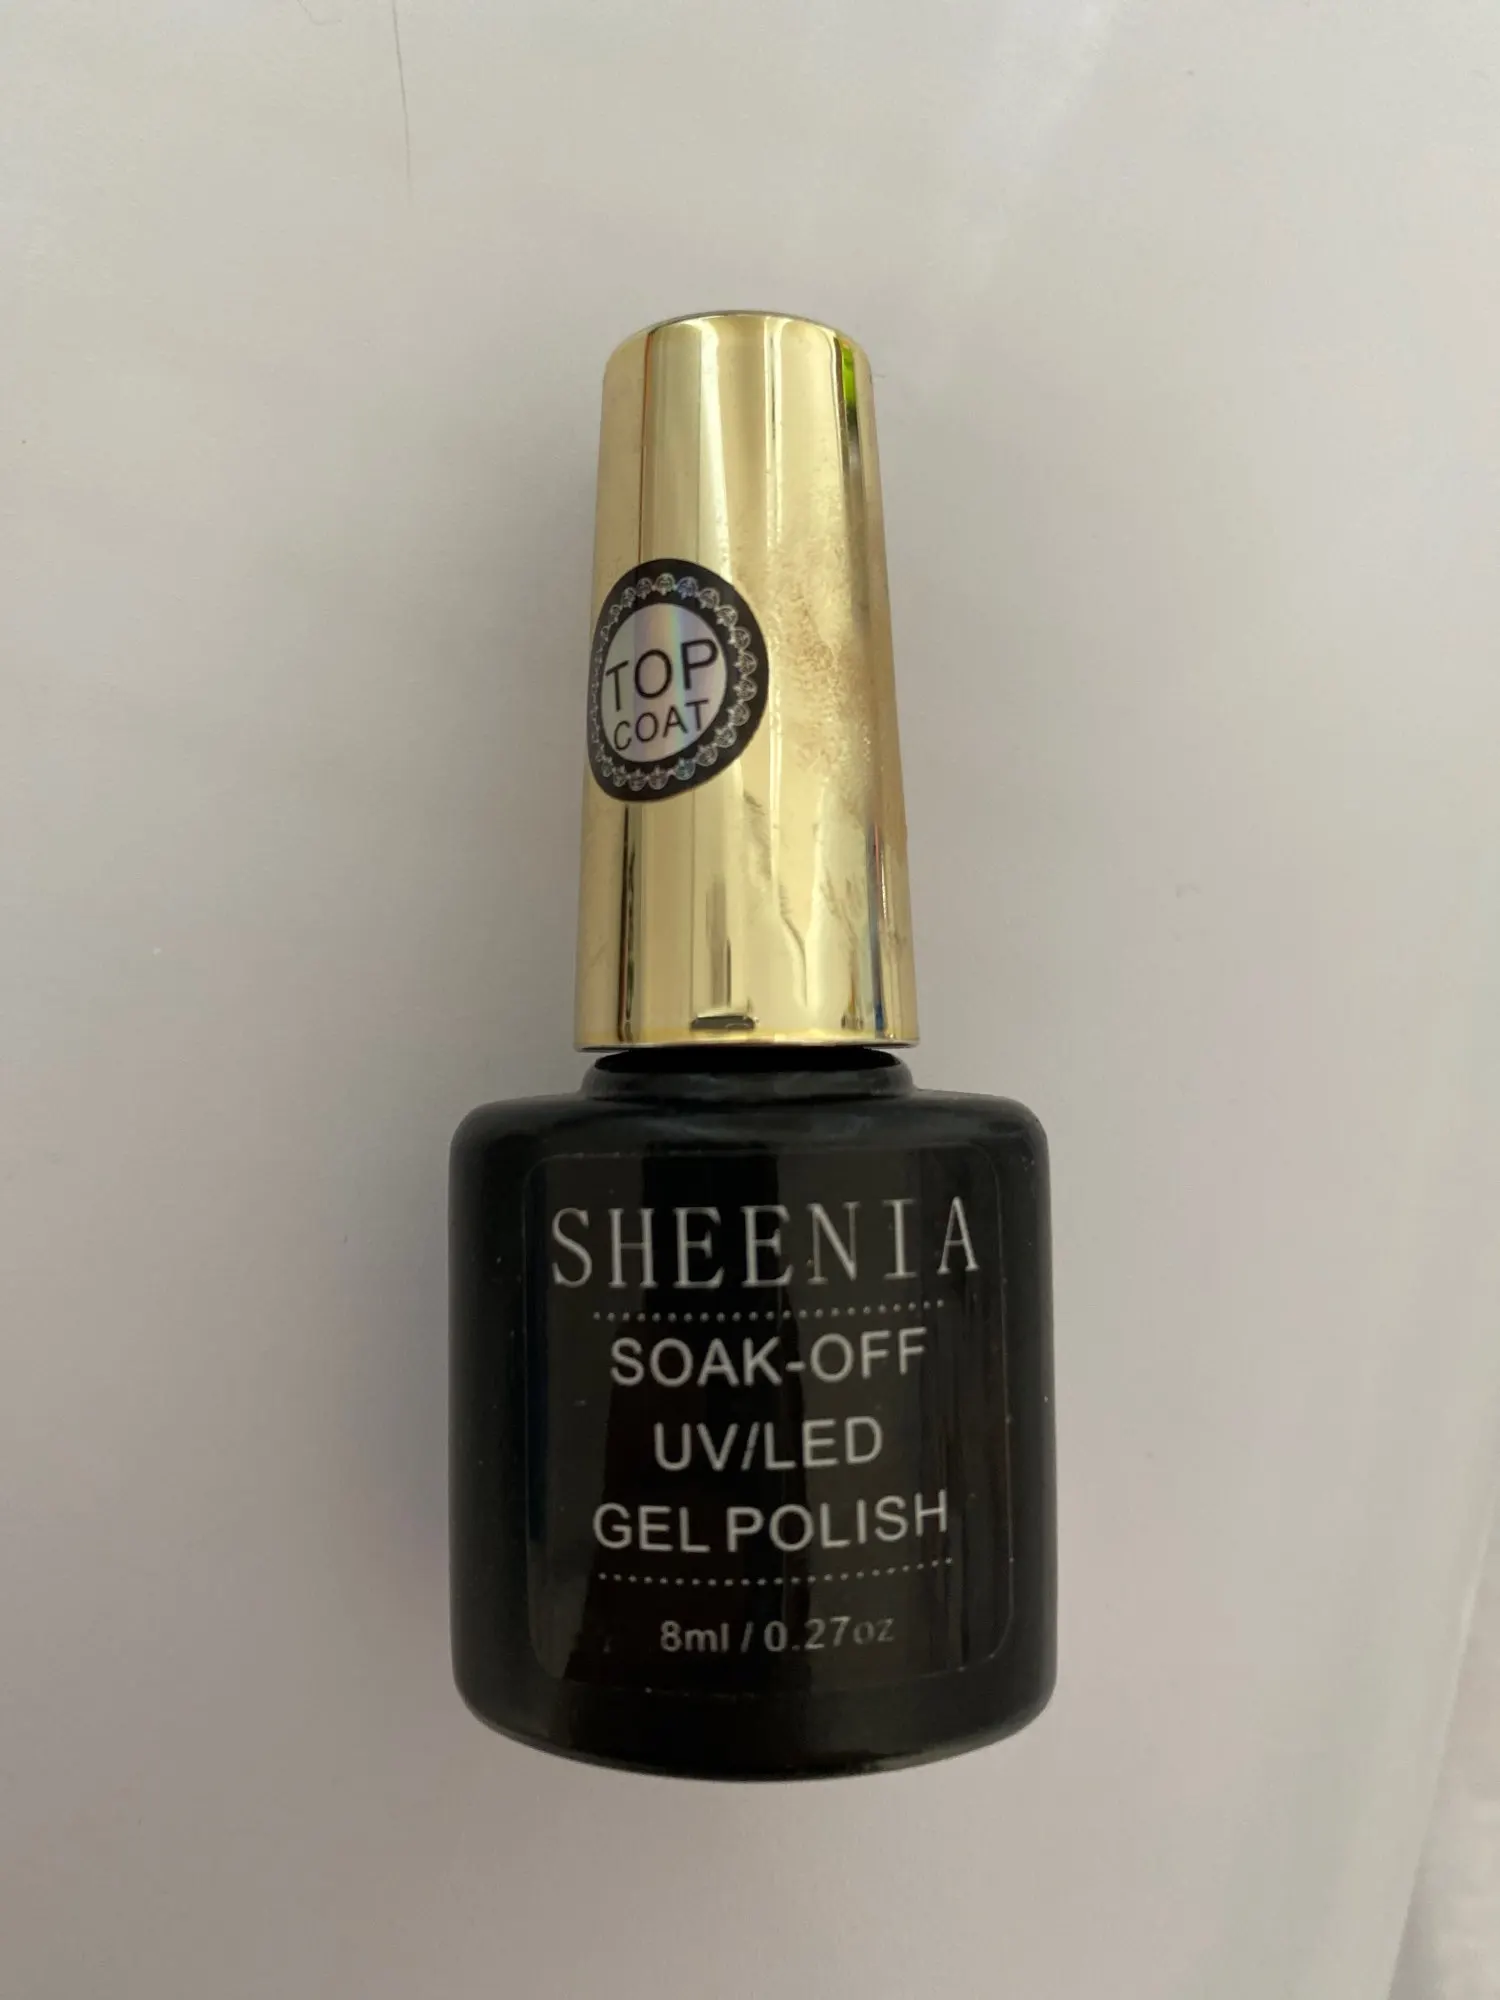 TOP
COAT
SHEENIA
SOAK-OFF
UV/LED
GEL POLISH
8ml / 0.27oz